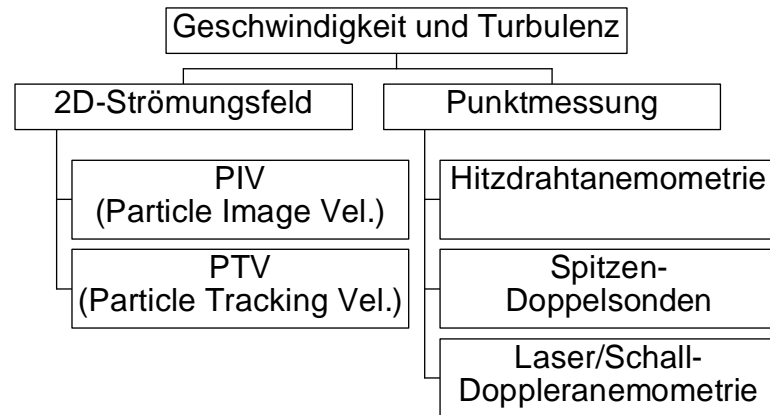 Geschwindigkeit und Turbulenz
2D-Strömungsfeld
PIV
(Particle Image Vel.)
PTV
(Particle Tracking Vel.)
Punktmessung
Hitzdrahtanemometrie
Spitzen-
Doppelsonden
Laser/Schall-
Doppleranemometrie